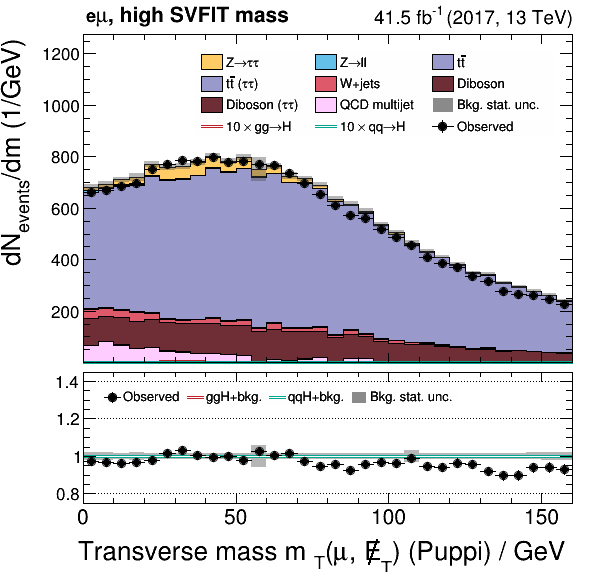 eμ, high SVFIT mass
41.5 fb⁻¹ (2017, 13 TeV)
dN_events/dm (1/GeV)
1200
1000
800
600
400
200
Z→ττ
Z→ll
tt̄
tt̄ (ττ)
W+jets
Diboson
Diboson (ττ)
QCD multijet
Bkg. stat. unc.
10 × gg→H
10 × qq→H
Observed
1.4
1.2
1
0.8
Observed
ggH+bkg.
qqH+bkg.
Bkg. stat. unc.
0
50
100
150
Transverse mass m_T(μ, E̸_T) (Puppi) / GeV